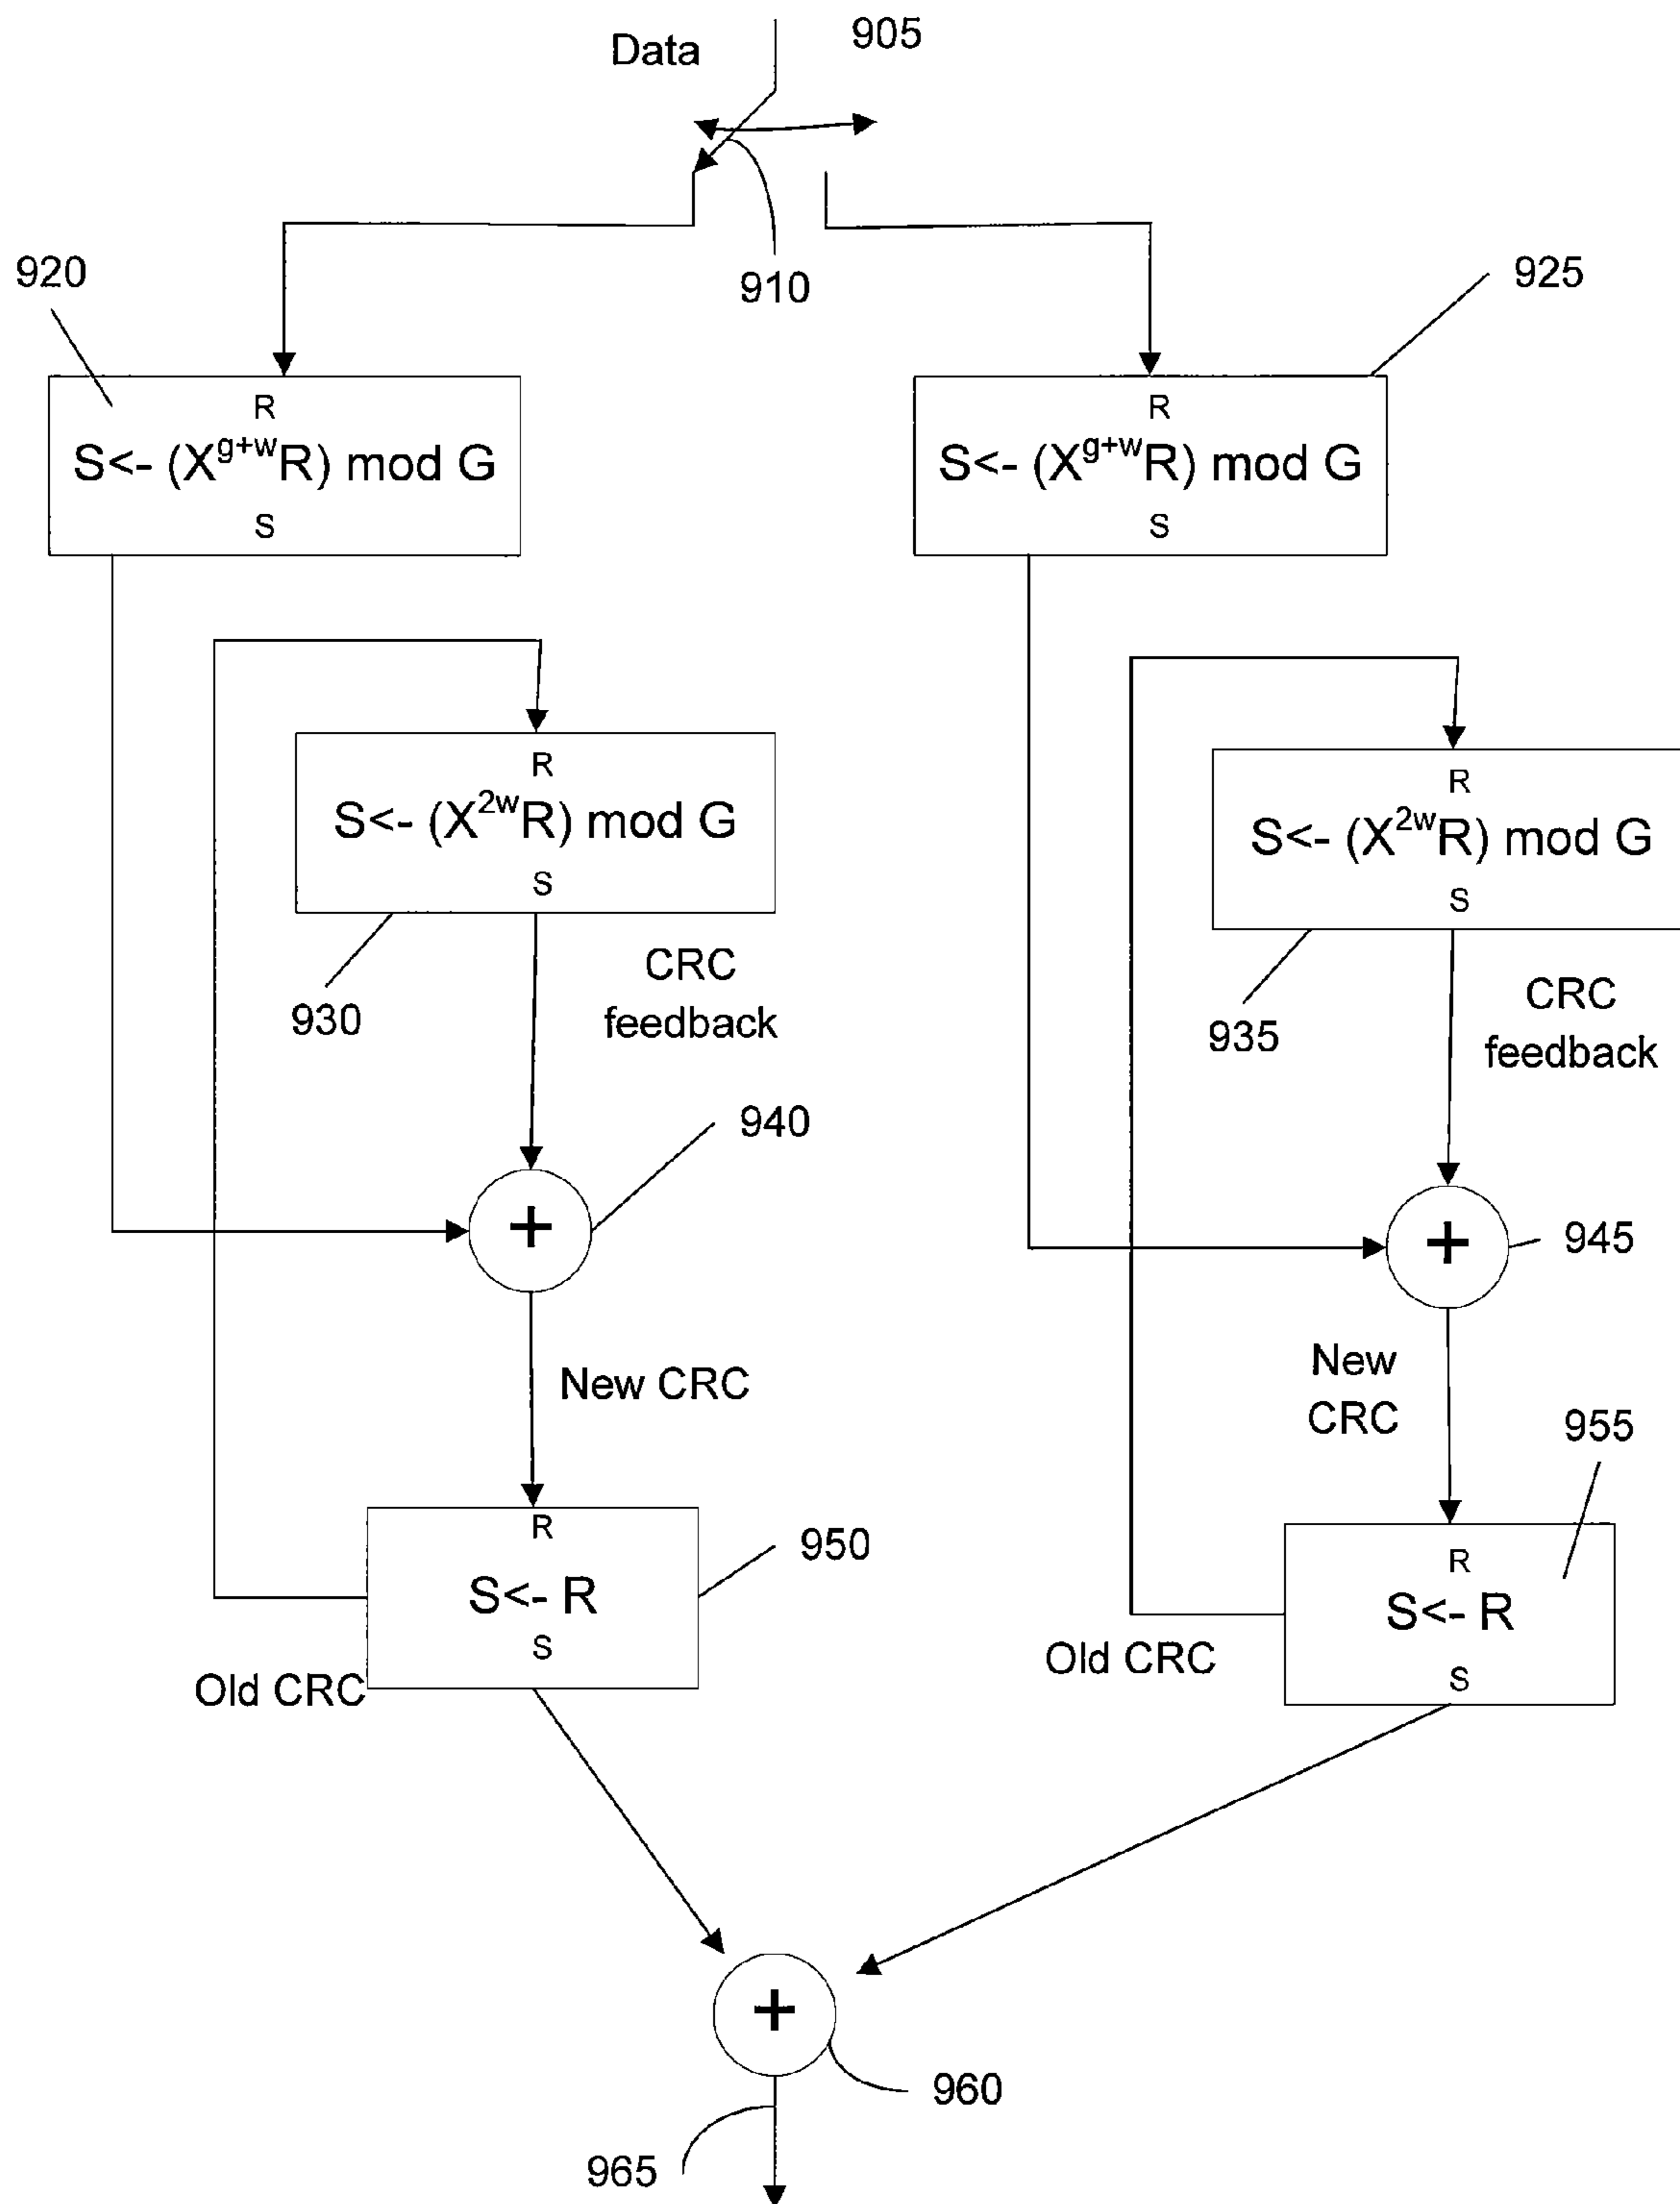 Data
905
910
920
925
R
S<- (X^{g+w}R) mod G
S
R
S<- (X^{g+w}R) mod G
S
R
S<- (X^{2w}R) mod G
S
R
S<- (X^{2w}R) mod G
S
930
CRC
feedback
935
CRC
feedback
940
+
+
945
New CRC
New
CRC
955
R
S<- R
S
950
R
S<- R
S
Old CRC
Old CRC
+
960
965